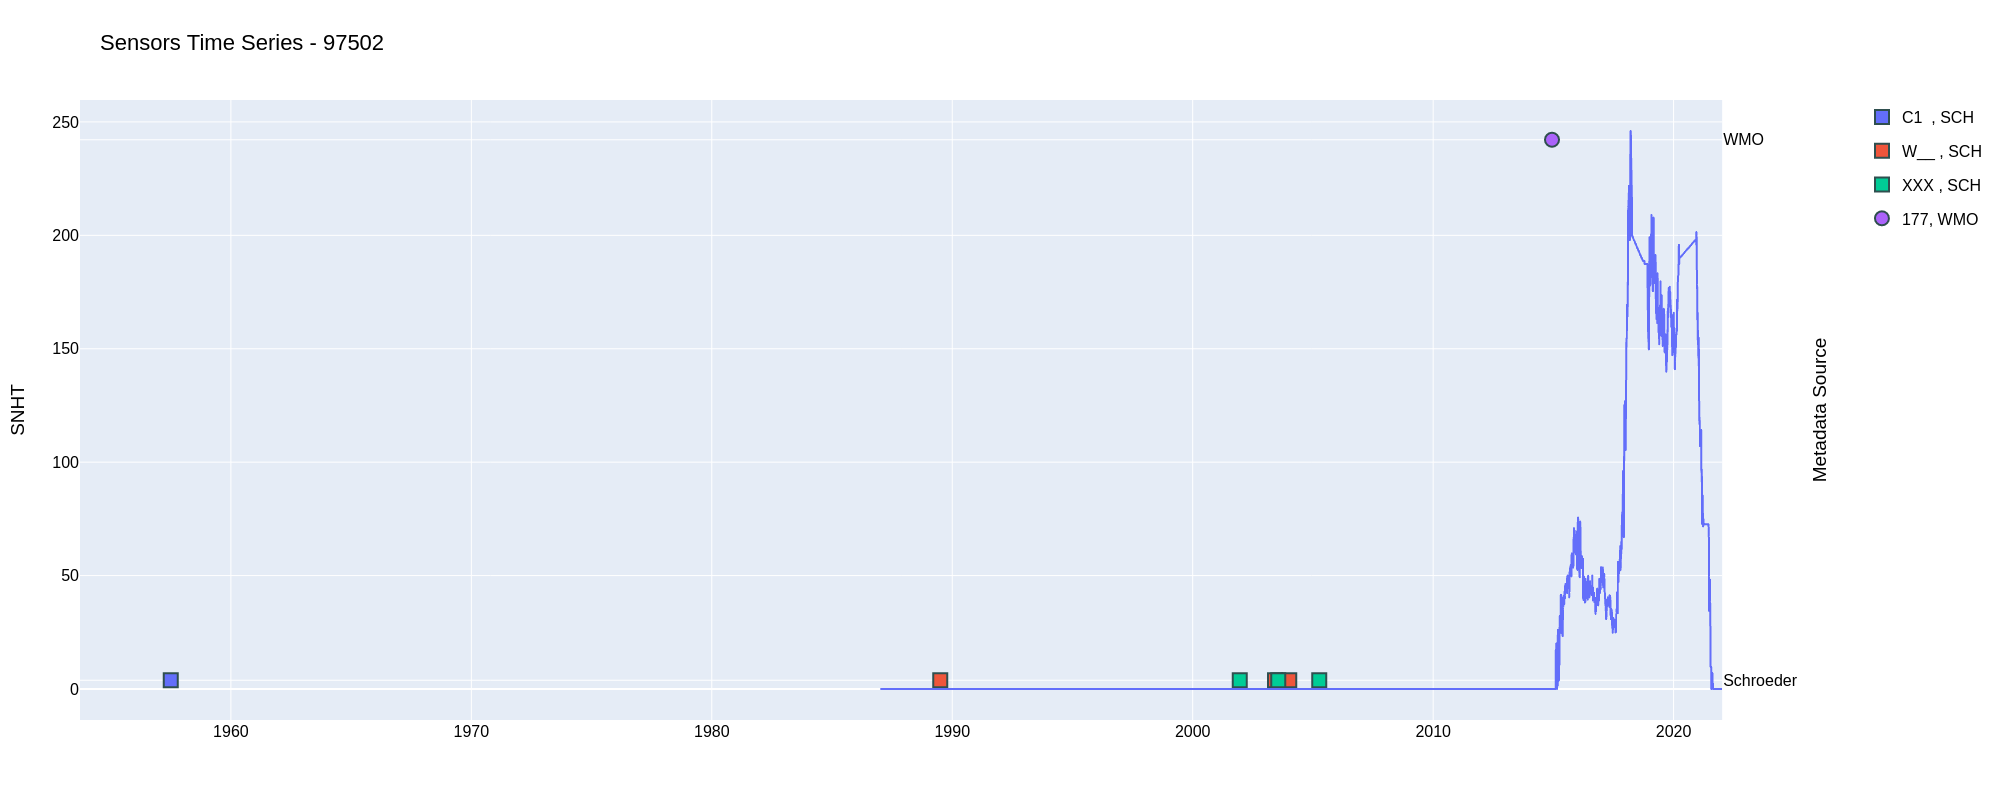 Sensors Time Series - 97502
250
200
150
100
50
0
SNHT
1960
1970
1980
1990
2000
2010
2020
WMO
Schroeder
Metadata Source
C1  , SCH
W__ , SCH
XXX , SCH
177, WMO